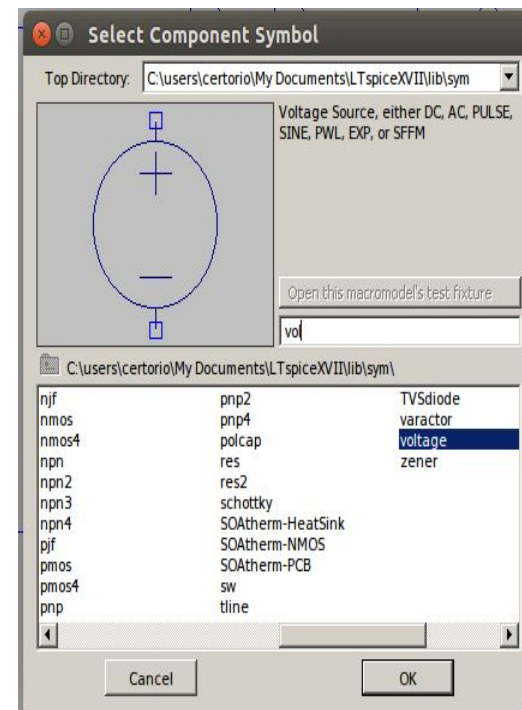 Select Component Symbol
Top Directory: C:\users\certorio\My Documents\LTspiceXVII\lib\sym
Voltage Source, either DC, AC, PULSE,
SINE, PWL, EXP, or SFFM
Open this macromodel's test fixture
vol
C:\users\certorio\My Documents\LTspiceXVII\lib\sym\
njf pnp2 TVSdiode
nmos pnp4 varactor
nmos4 polcap voltage
npn res zener
npn2 res2
npn3 schottky
npn4 SOAtherm-HeatSink
pjf SOAtherm-NMOS
pmos SOAtherm-PCB
pmos4 sw
pnp tline
Cancel OK